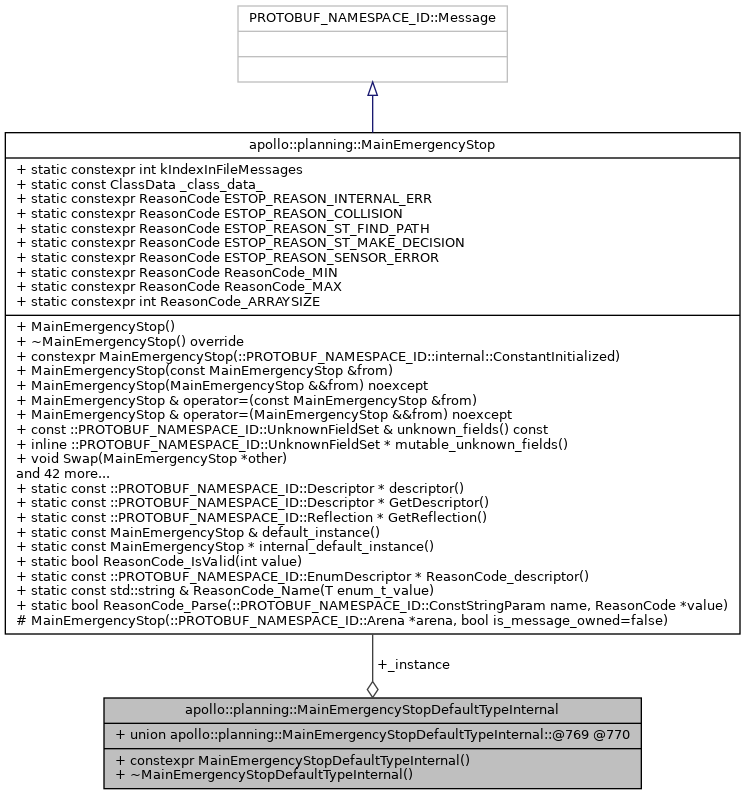 PROTOBUF_NAMESPACE_ID::Message
apollo::planning::MainEmergencyStop
+ static constexpr int kIndexInFileMessages
+ static const ClassData _class_data_
+ static constexpr ReasonCode ESTOP_REASON_INTERNAL_ERR
+ static constexpr ReasonCode ESTOP_REASON_COLLISION
+ static constexpr ReasonCode ESTOP_REASON_ST_FIND_PATH
+ static constexpr ReasonCode ESTOP_REASON_ST_MAKE_DECISION
+ static constexpr ReasonCode ESTOP_REASON_SENSOR_ERROR
+ static constexpr ReasonCode ReasonCode_MIN
+ static constexpr ReasonCode ReasonCode_MAX
+ static constexpr int ReasonCode_ARRAYSIZE
+ MainEmergencyStop()
+ ~MainEmergencyStop() override
+ constexpr MainEmergencyStop(::PROTOBUF_NAMESPACE_ID::internal::ConstantInitialized)
+ MainEmergencyStop(const MainEmergencyStop &from)
+ MainEmergencyStop(MainEmergencyStop &&from) noexcept
+ MainEmergencyStop & operator=(const MainEmergencyStop &from)
+ MainEmergencyStop & operator=(MainEmergencyStop &&from) noexcept
+ const ::PROTOBUF_NAMESPACE_ID::UnknownFieldSet & unknown_fields() const
+ inline ::PROTOBUF_NAMESPACE_ID::UnknownFieldSet * mutable_unknown_fields()
+ void Swap(MainEmergencyStop *other)
and 42 more...
+ static const ::PROTOBUF_NAMESPACE_ID::Descriptor * descriptor()
+ static const ::PROTOBUF_NAMESPACE_ID::Descriptor * GetDescriptor()
+ static const ::PROTOBUF_NAMESPACE_ID::Reflection * GetReflection()
+ static const MainEmergencyStop & default_instance()
+ static const MainEmergencyStop * internal_default_instance()
+ static bool ReasonCode_IsValid(int value)
+ static const ::PROTOBUF_NAMESPACE_ID::EnumDescriptor * ReasonCode_descriptor()
+ static const std::string & ReasonCode_Name(T enum_t_value)
+ static bool ReasonCode_Parse(::PROTOBUF_NAMESPACE_ID::ConstStringParam name, ReasonCode *value)
# MainEmergencyStop(::PROTOBUF_NAMESPACE_ID::Arena *arena, bool is_message_owned=false)
+_instance
apollo::planning::MainEmergencyStopDefaultTypeInternal
+ union apollo::planning::MainEmergencyStopDefaultTypeInternal::@769 @770
+ constexpr MainEmergencyStopDefaultTypeInternal()
+ ~MainEmergencyStopDefaultTypeInternal()